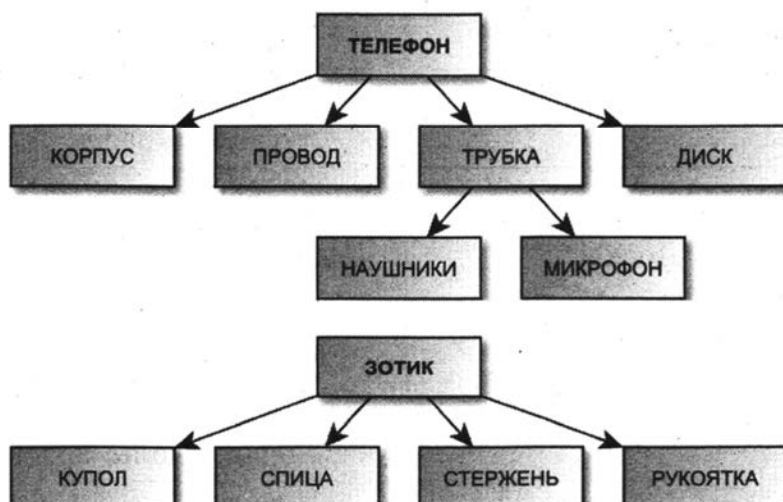 ТЕЛЕФОН
КОРПУС ПРОВОД ТРУБКА ДИСК
НАУШНИКИ МИКРОФОН
ЗОТИК
КУПОЛ СПИЦА СТЕРЖЕНЬ РУКОЯТКА